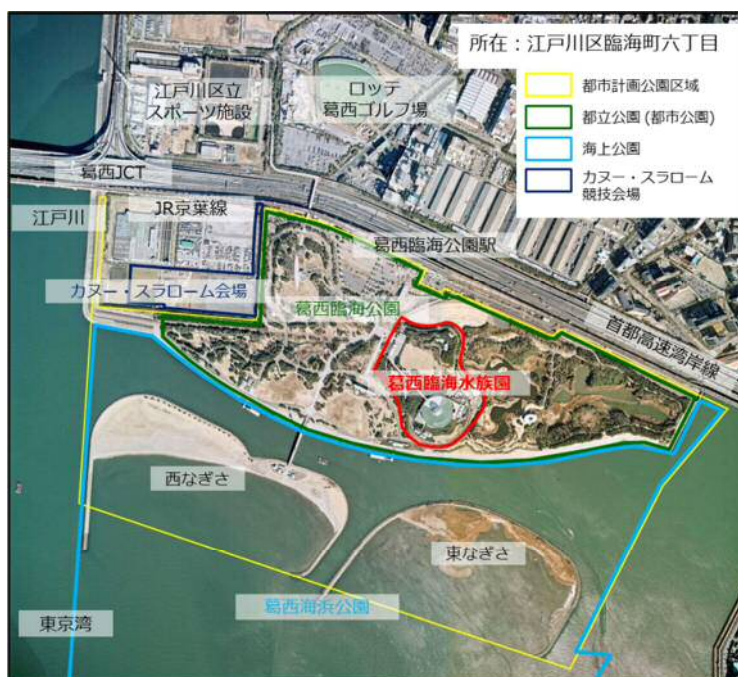 所在：江戸川区臨海町六丁目
都市計画公園区域
都立公園 (都市公園)
海上公園
カヌー・スラローム
競技会場
江戸川区立
スポーツ施設
ロッテ
葛西ゴルフ場
葛西JCT
JR京葉線
江戸川
葛西臨海公園駅
カヌー・スラローム会場
葛西臨海公園
首都高速湾岸線
葛西臨海水族園
西なぎさ
東なぎさ
葛西海浜公園
東京湾